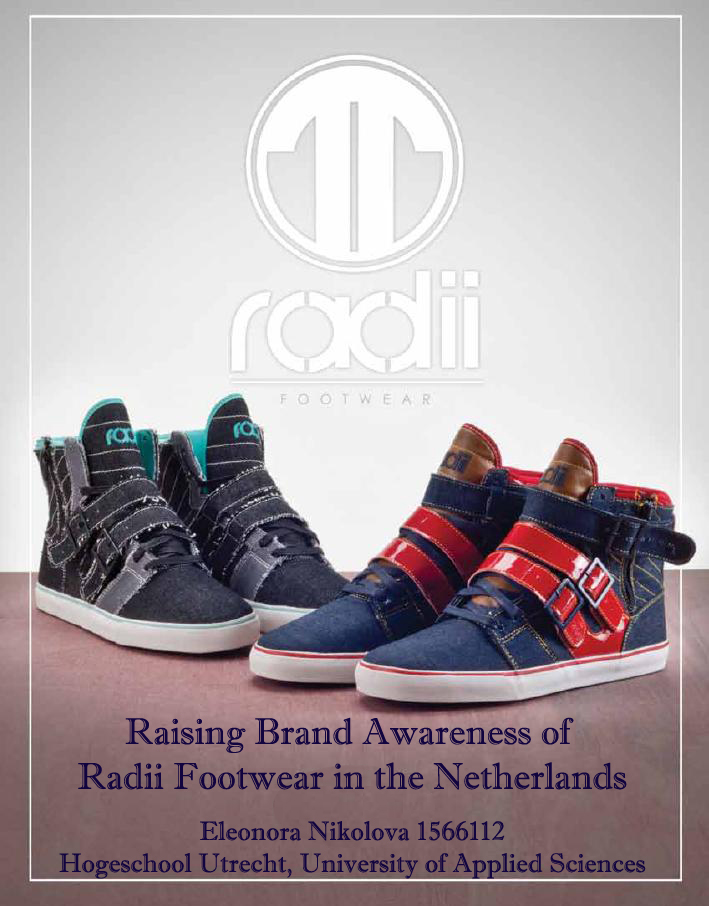 radii
FOOTWEAR
radii
radii
radii
radii
Raising Brand Awareness of
Radii Footwear in the Netherlands
Eleonora Nikolova 1566112
Hogeschool Utrecht, University of Applied Sciences